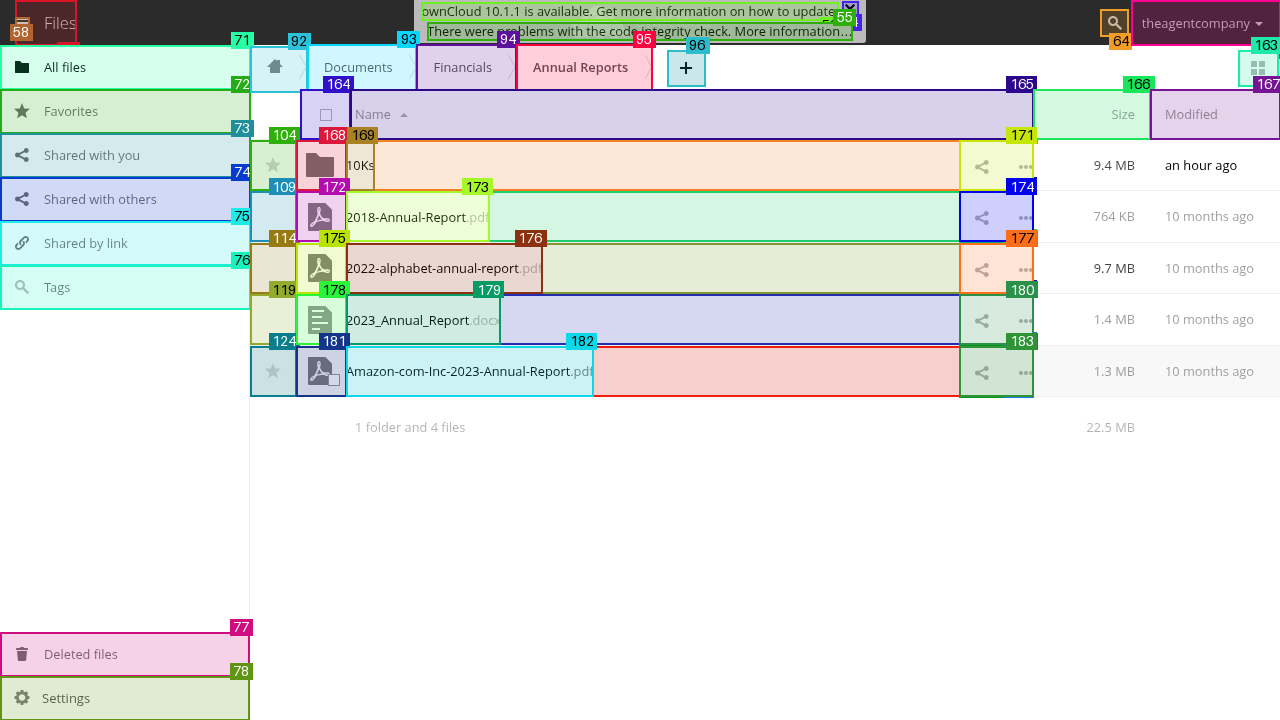 ownCloud 10.1.1 is available. Get more information on how to update
55
There were problems with the code integrity check. More information...
Files
58
64
theagentcompany
71
All files
72
Favorites
73
Shared with you
74
Shared with others
75
Shared by link
76
Tags
77
Deleted files
78
Settings
92
93
Documents
94
Financials
95
Annual Reports
96
163
164
165
166
167
Name
Size
Modified
104
168
169
171
10Ks
9.4 MB
an hour ago
109
172
173
174
2018-Annual-Report.pdf
764 KB
10 months ago
114
175
176
177
2022-alphabet-annual-report.pdf
9.7 MB
10 months ago
119
178
179
180
2023_Annual_Report.docx
1.4 MB
10 months ago
124
181
182
183
Amazon-com-Inc-2023-Annual-Report.pdf
1.3 MB
10 months ago
1 folder and 4 files
22.5 MB